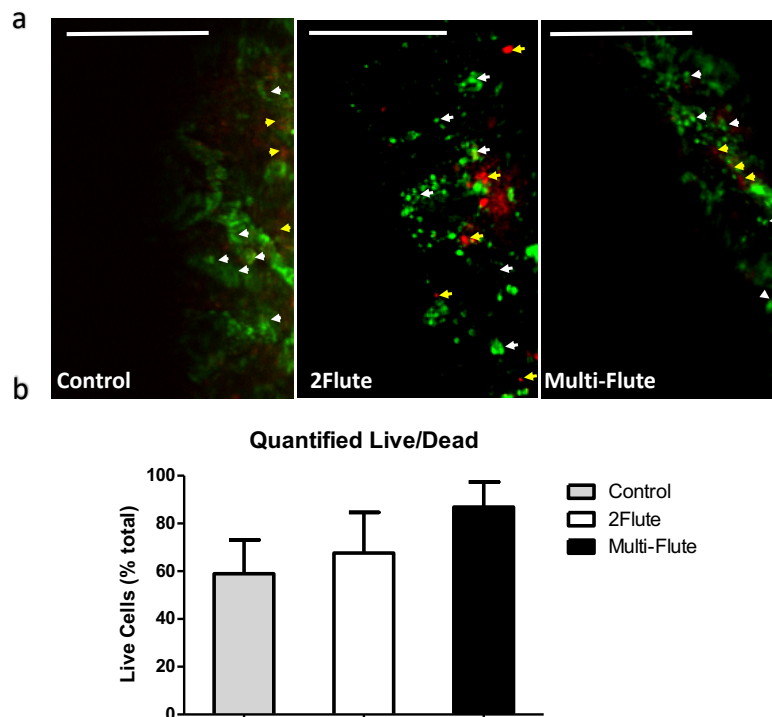 a
Control
2Flute
Multi-Flute
b
Quantified Live/Dead
Live Cells (% total)
100
80
60
40
20
0
Control
2Flute
Multi-Flute